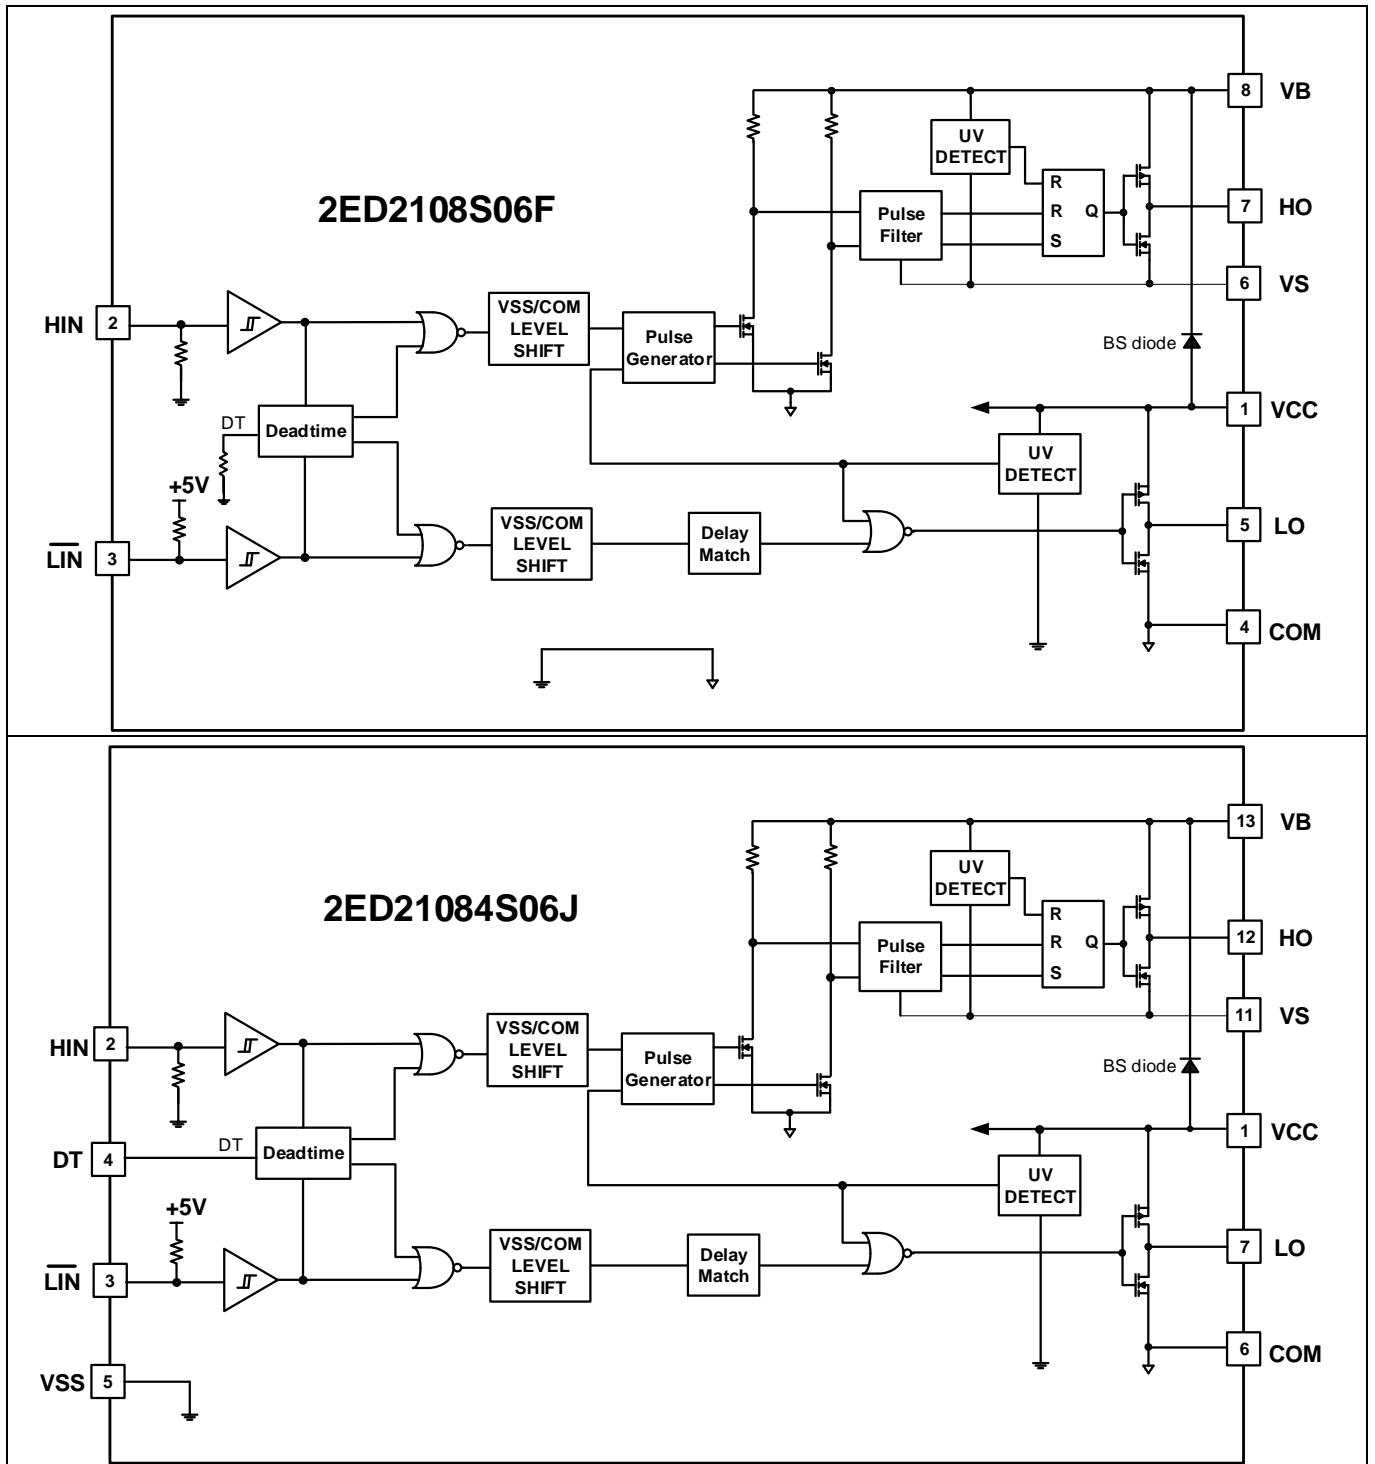 8 VB
UV
DETECT
2ED2108S06F
R
R Q
S
Pulse
Filter
7 HO
6 VS
HIN 2
VSS/COM
LEVEL
SHIFT
Pulse
Generator
BS diode
DT
Deadtime
1 VCC
UV
DETECT
+5V
VSS/COM
LEVEL
SHIFT
Delay
Match
5 LO
LIN 3
4 COM
13 VB
UV
DETECT
2ED21084S06J
R
R Q
S
Pulse
Filter
12 HO
11 VS
HIN 2
VSS/COM
LEVEL
SHIFT
Pulse
Generator
BS diode
DT 4
DT
Deadtime
1 VCC
UV
DETECT
+5V
VSS/COM
LEVEL
SHIFT
Delay
Match
7 LO
LIN 3
6 COM
VSS 5